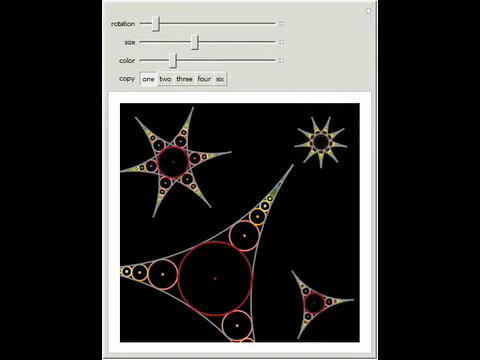 rotation
size
color
copy one two three four six